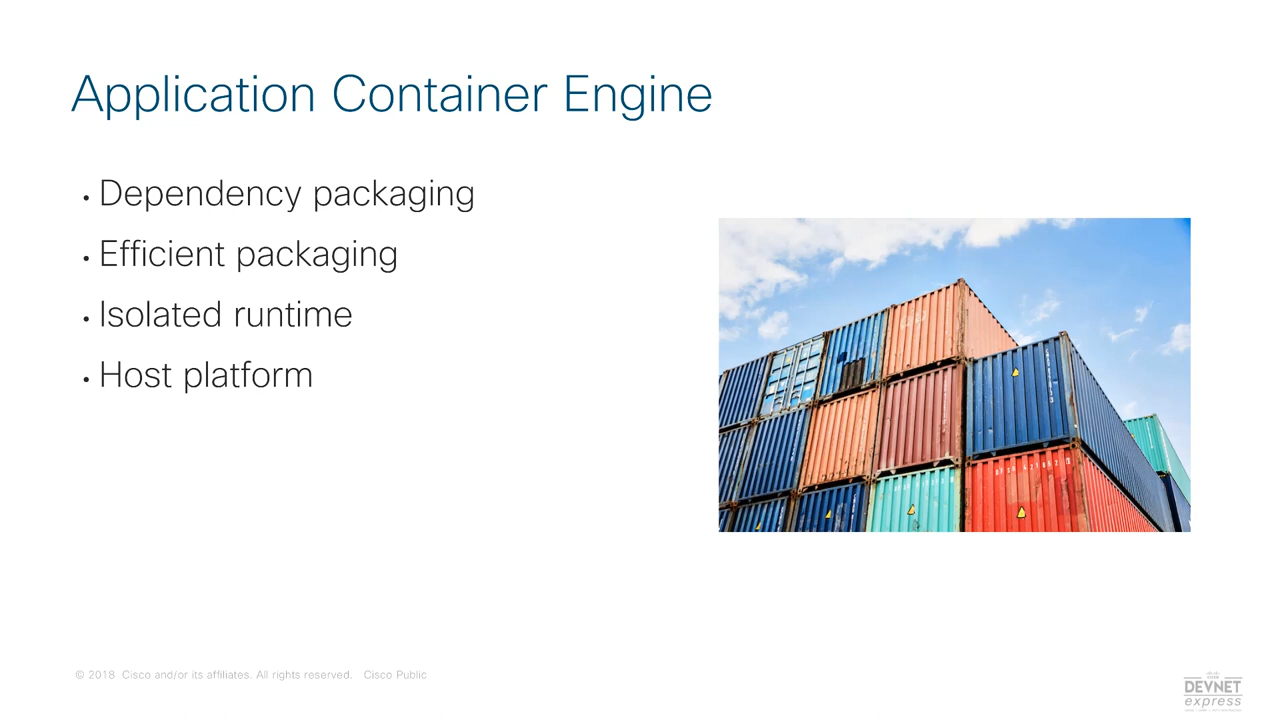 Application Container Engine
• Dependency packaging
• Efficient packaging
• Isolated runtime
• Host platform
© 2018 Cisco and/or its affiliates. All rights reserved. Cisco Public
DEVNET
express